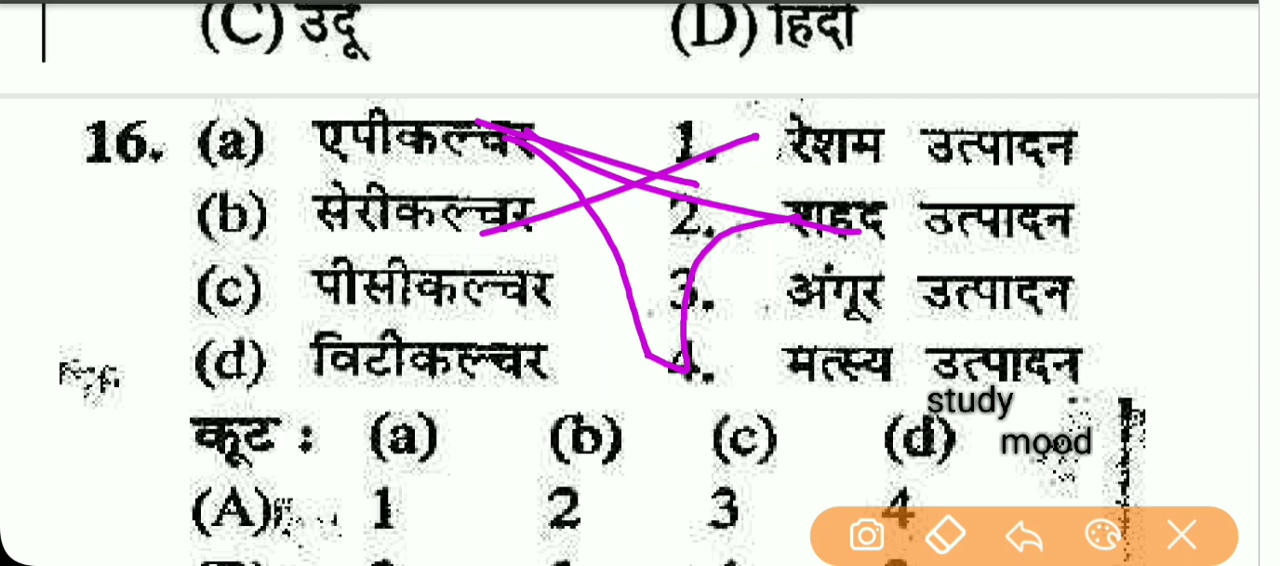 (C) उर्दू (D) हिंदी
16. (a) एपीकल्चर 1. रेशम उत्पादन
(b) सेरीकल्चर 2. शहद उत्पादन
(c) पीसीकल्चर 3. अंगूर उत्पादन
(d) विटीकल्चर 4. मत्स्य उत्पादन
study
mood
कूट : (a) (b) (c) (d)
(A) 1 2 3 4